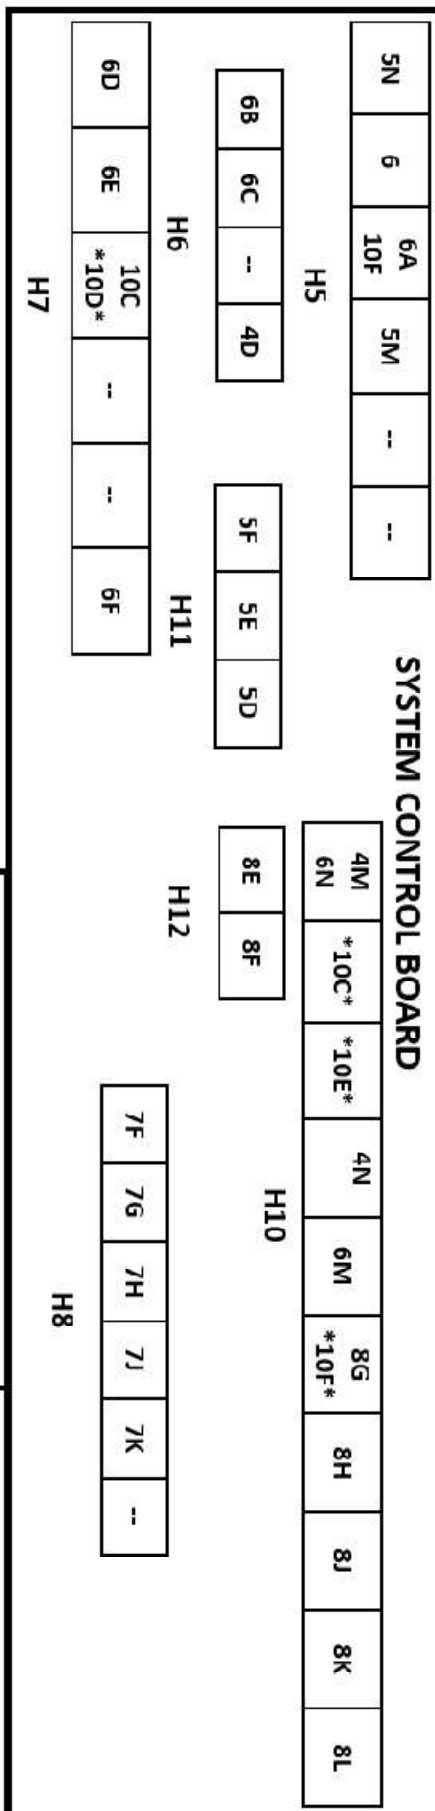 SYSTEM CONTROL BOARD
5N
6
6A
10F
5M
--
--
H5
6B
6C
--
4D
H6
6D
6E
10C
*10D*
--
--
6F
H7
5F
5E
5D
H11
4M
6N
*10C*
*10E*
4N
6M
8G
*10F*
8H
8J
8K
8L
H10
8E
8F
H12
7F
7G
7H
7J
7K
--
H8